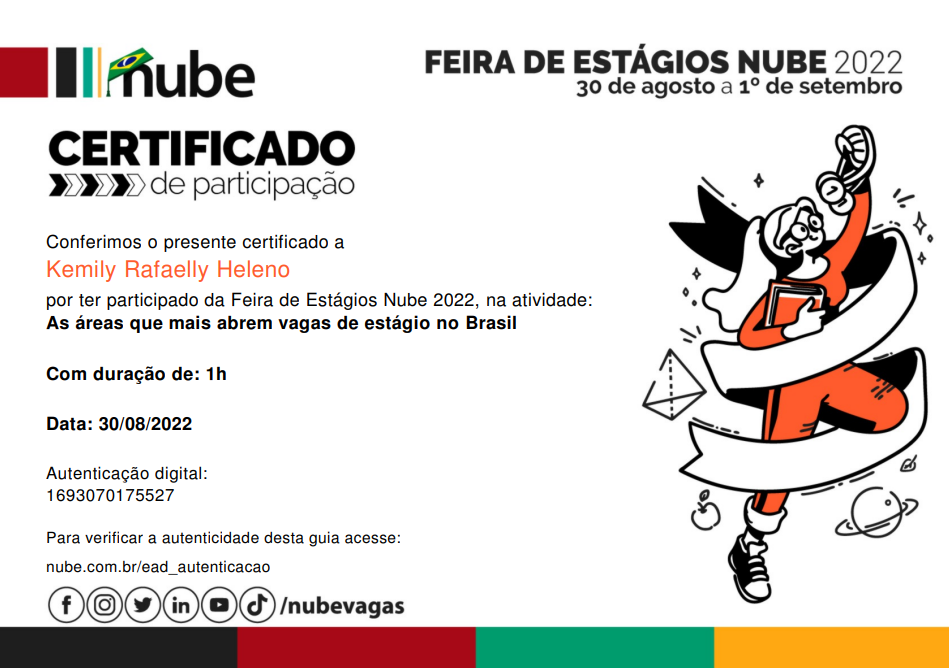 nube
FEIRA DE ESTÁGIOS NUBE 2022
30 de agosto a 1º de setembro
CERTIFICADO
de participação
Conferimos o presente certificado a
Kemily Rafaelly Heleno
por ter participado da Feira de Estágios Nube 2022, na atividade:
As áreas que mais abrem vagas de estágio no Brasil
Com duração de: 1h
Data: 30/08/2022
Autenticação digital:
1693070175527
Para verificar a autenticidade desta guia acesse:
nube.com.br/ead_autenticacao
/nubevagas